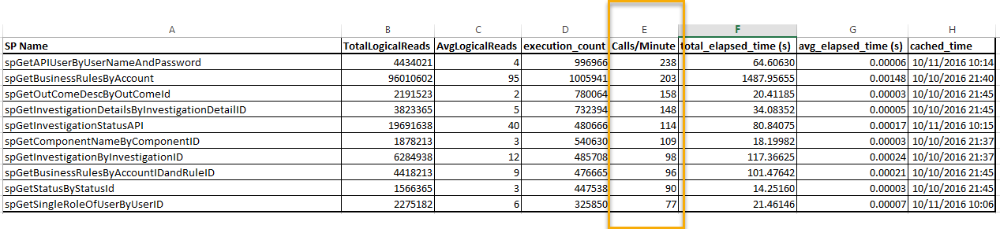 A B C D E F G H
SP Name TotalLogicalReads AvgLogicalReads execution_count Calls/Minute total_elapsed_time (s) avg_elapsed_time (s) cached_time
spGetAPIUserByUserNameAndPassword 4434021 4 996966 238 64.60630 0.00006 10/11/2016 10:14
spGetBusinessRulesByAccount 96010602 95 1005941 203 1487.95655 0.00148 10/10/2016 21:40
spGetOutComeDescByOutComeId 2191523 2 780064 158 20.41185 0.00003 10/10/2016 21:45
spGetInvestigationDetailsByInvestigationDetailID 3823365 5 732394 148 34.08352 0.00005 10/10/2016 21:45
spGetInvestigationStatusAPI 19691638 40 480666 114 80.84075 0.00017 10/11/2016 10:15
spGetComponentNameByComponentID 1878213 3 540630 109 18.19982 0.00003 10/10/2016 21:37
spGetInvestigationByInvestigationID 6284938 12 485708 98 117.36625 0.00024 10/10/2016 21:37
spGetBusinessRulesByAccountIDandRuleID 4418213 9 476665 96 101.47642 0.00021 10/10/2016 21:45
spGetStatusByStatusId 1566365 3 447538 90 14.25160 0.00003 10/10/2016 21:45
spGetSingleRoleOfUserByUserID 2275182 6 325850 77 21.46146 0.00007 10/11/2016 10:06